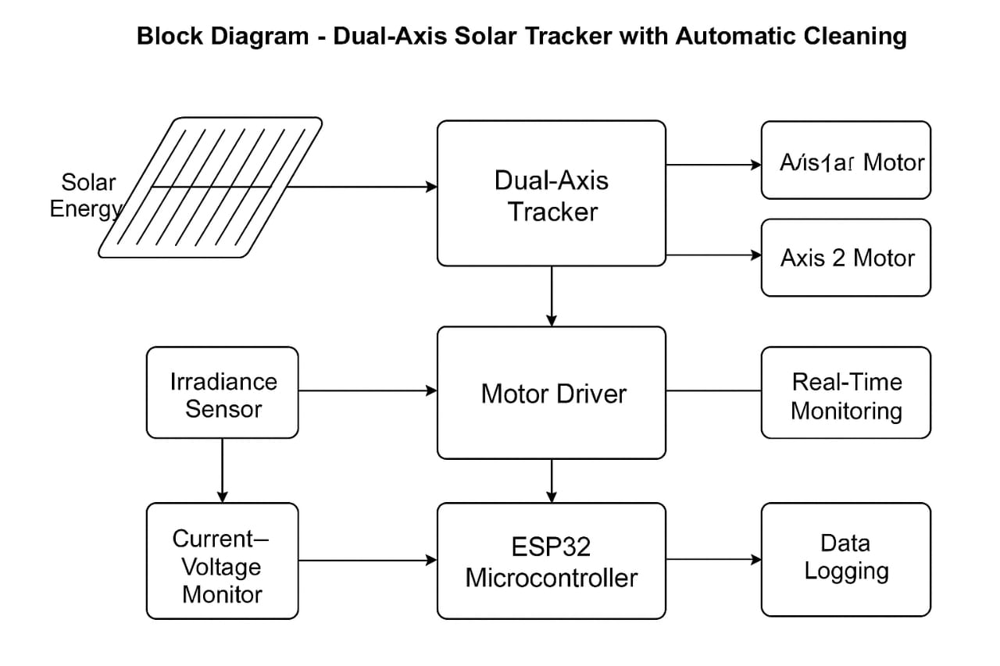 Block Diagram - Dual-Axis Solar Tracker with Automatic Cleaning
Solar
Energy
Dual-Axis
Tracker
Motor
Axis 2 Motor
Irradiance
Sensor
Motor Driver
Real-Time
Monitoring
Current–
Voltage
Monitor
ESP32
Microcontroller
Data
Logging